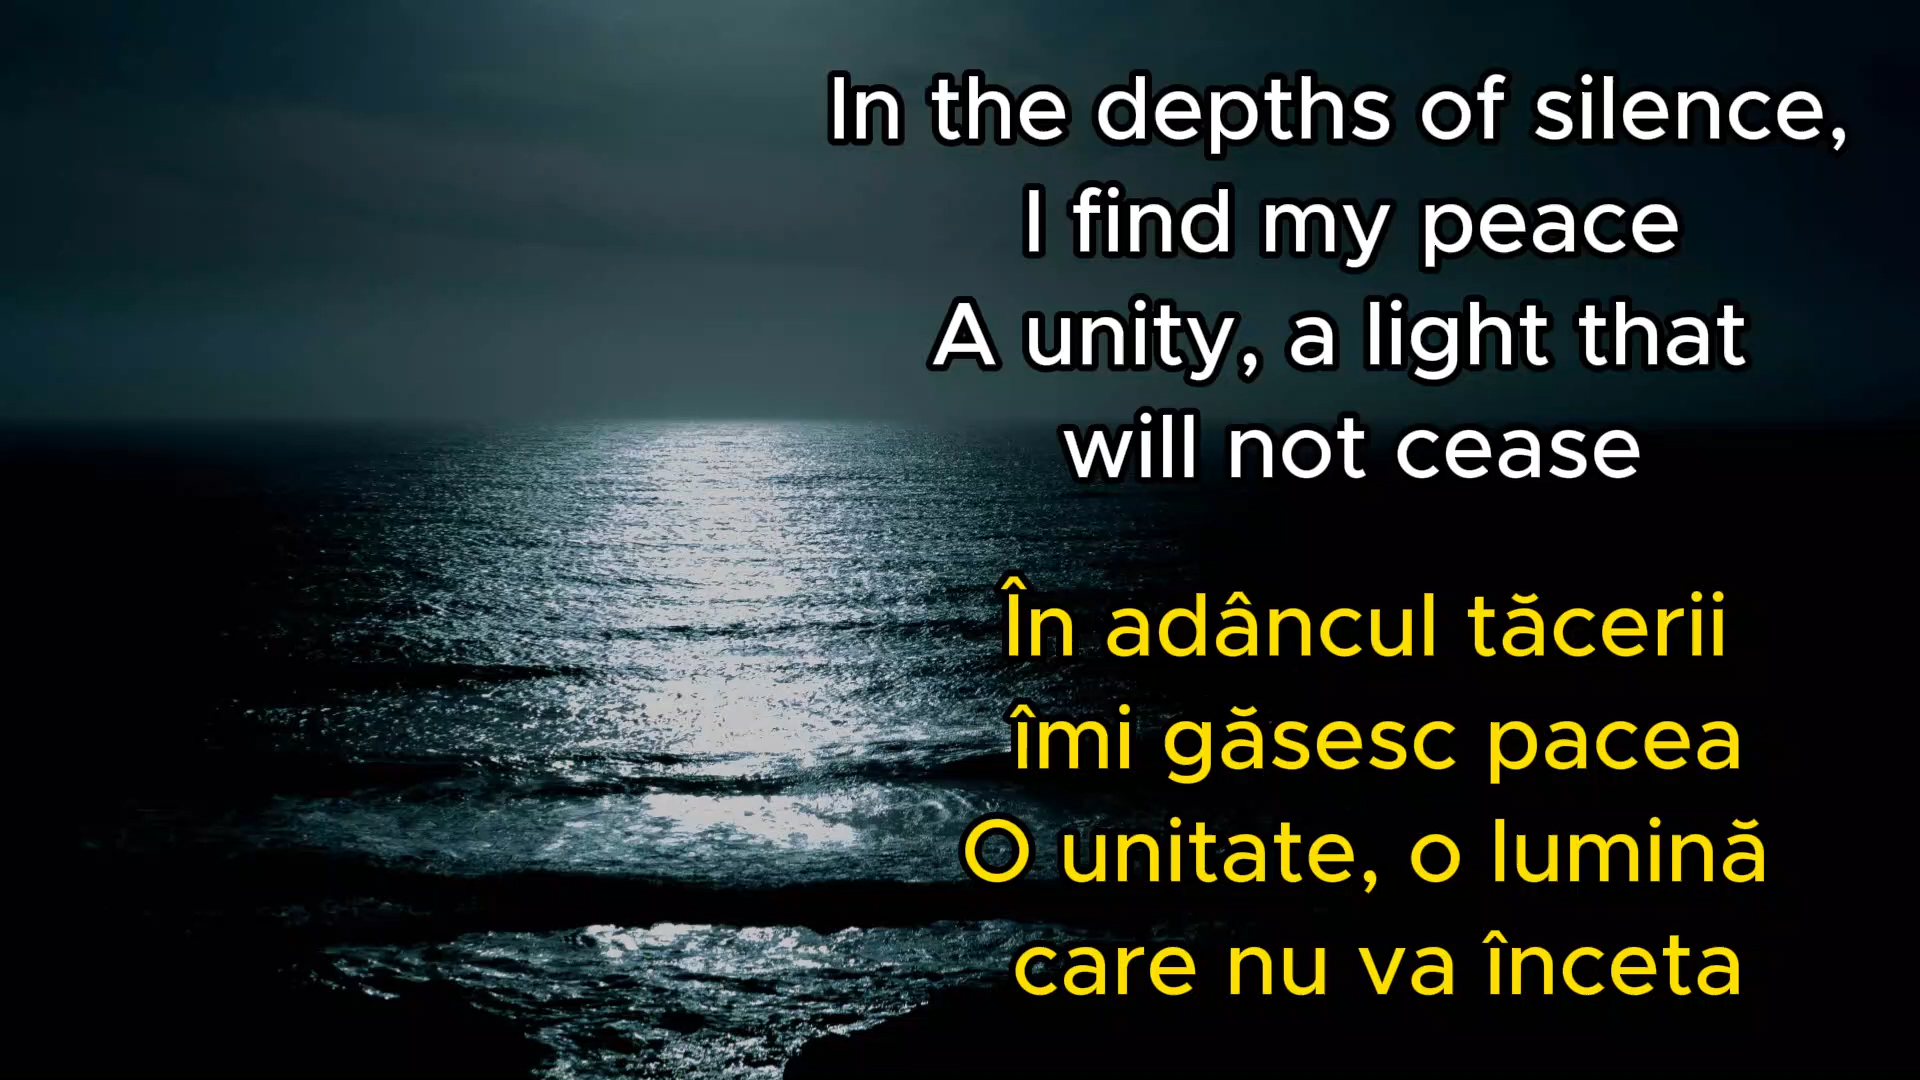 In the depths of silence,
I find my peace
A unity, a light that
will not cease
În adâncul tăcerii
îmi găsesc pacea
O unitate, o lumină
care nu va înceta